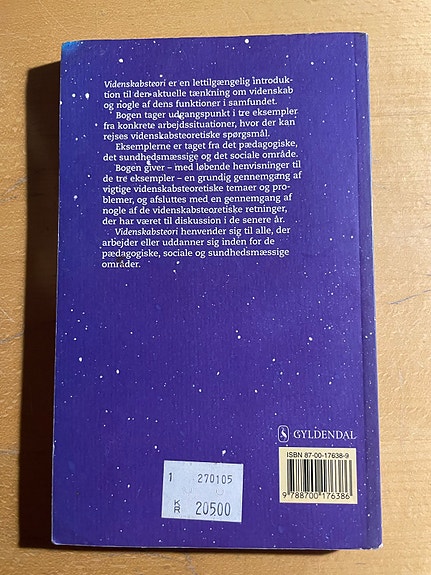 Videnskabsteori er en lettilgængelig introduk-
tion til den aktuelle tænkning om videnskab
og nogle af dens funktioner i samfundet.
Bogen tager udgangspunkt i tre eksempler
fra konkrete arbejdssituationer, hvor der kan
rejses videnskabsteoretiske spørgsmål.
Eksemplerne er taget fra det pædagogiske,
det sundhedsmæssige og det sociale område.
Bogen giver – med løbende henvisninger til
de tre eksempler – en grundig gennemgang af
vigtige videnskabsteoretiske temaer og pro-
blemer, og afsluttes med en gennemgang af
nogle af de videnskabsteoretiske retninger,
der har været til diskussion i de senere år.
Videnskabsteori henvender sig til alle, der
arbejder eller uddanner sig inden for de
pædagogiske, sociale og sundhedsmæssige
områder.
GYLDENDAL
ISBN 87-00-17638-9
9 788700 176386
1 270105
KR 20500